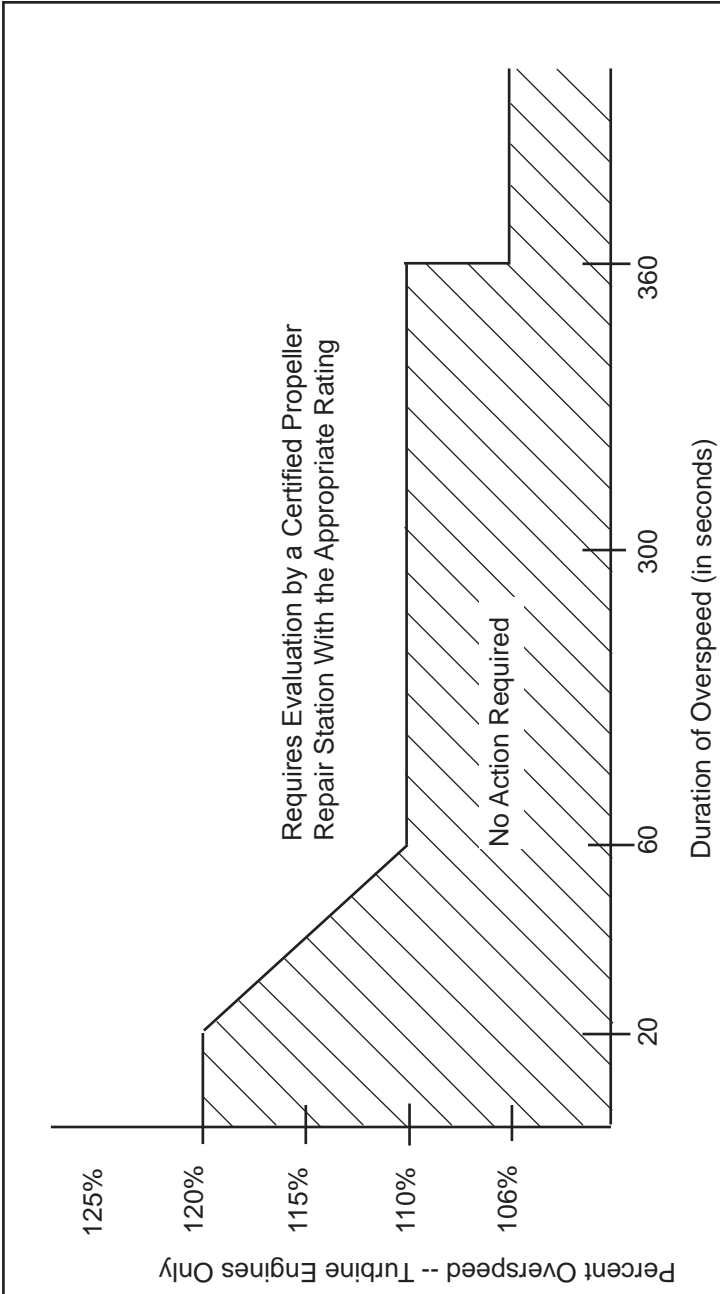 Percent Overspeed -- Turbine Engines Only
125%
120%
115%
110%
106%
Requires Evaluation by a Certified Propeller
Repair Station With the Appropriate Rating
No Action Required
20
60
300
360
Duration of Overspeed (in seconds)